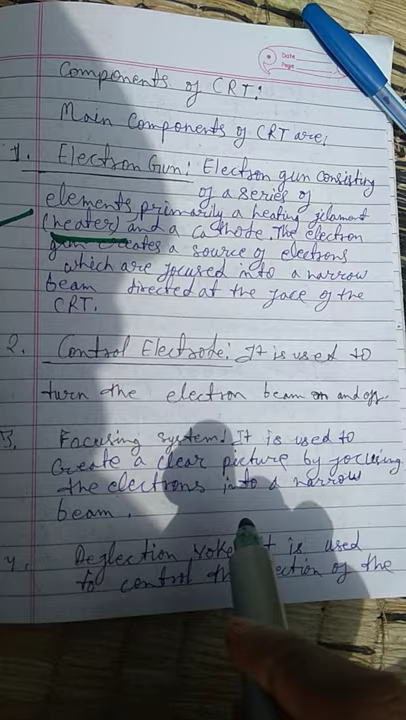 Date
Page
Components of CRT:
Main Components of CRT are,
1. Electron Gun: Electron gun consisting
of a series of
elements, primarily a heating filament
(heater) and a cathode. The electron
gun creates a source of electrons
which are focused into a narrow
beam directed at the face of the
CRT.
2. Control Electrode: It is used to
turn the electron beam on and off.
3. Focusing system. It is used to
Create a clear picture by focusing
the electrons into a narrow
beam.
4. Deflection yoke It is used
to control the of the